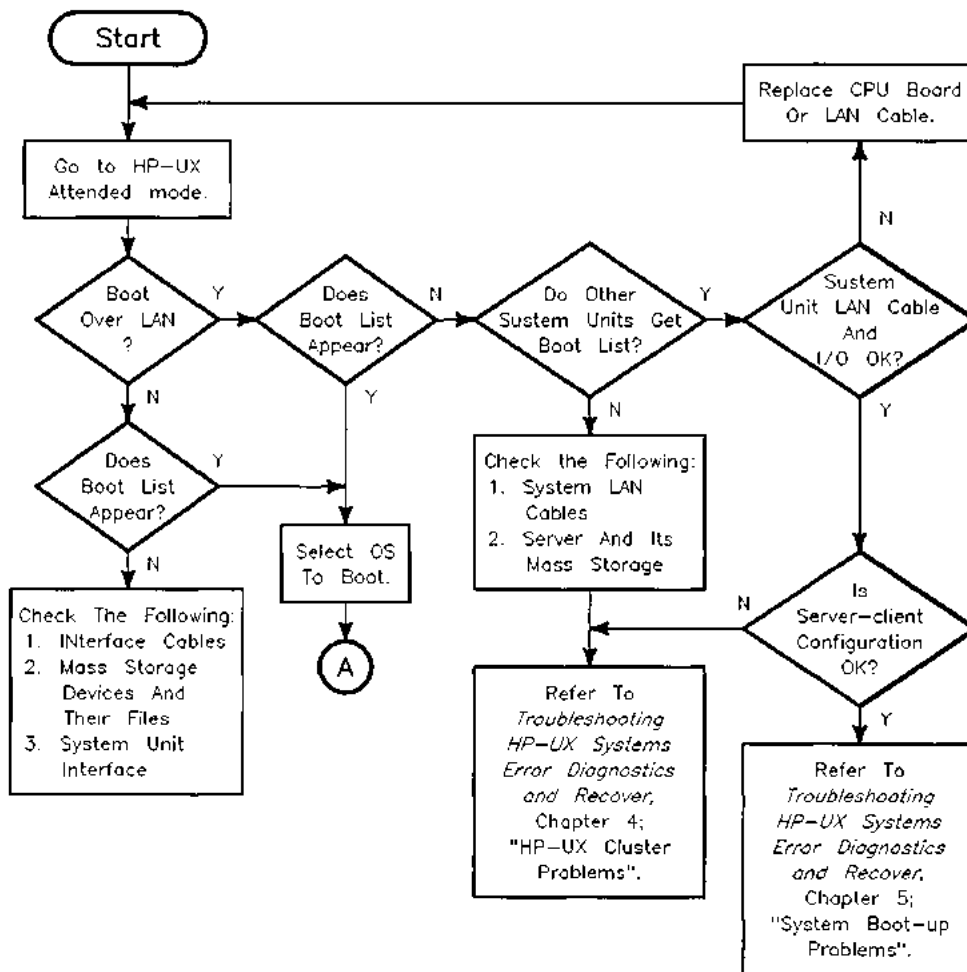 Start
Replace CPU Board
Or LAN Cable.
Go to HP-UX
Attended mode.
N
Boot
Over LAN
?
Y
Does
Boot List
Appear?
N
Do Other
System Units Get
Boot List?
Y
Sustem
Unit LAN Cable
And
I/O OK?
N
Y
N
Y
Does
Boot List
Appear?
Y
Check the Following:
1. System LAN
Cables
2. Server And Its
Mass Storage
Select OS
To Boot.
N
N
Is
Server-client
Configuration
OK?
Check The Following:
1. INterface Cables
2. Mass Storage
Devices And
Their Files
3. System Unit
Interface
A
Refer To
Troubleshooting
HP-UX Systems
Error Diagnostics
and Recover,
Chapter 4;
"HP-UX Cluster
Problems".
Y
Refer To
Troubleshooting
HP-UX Systems
Error Diagnostics
and Recover,
Chapter 5;
"System Boot-up
Problems".